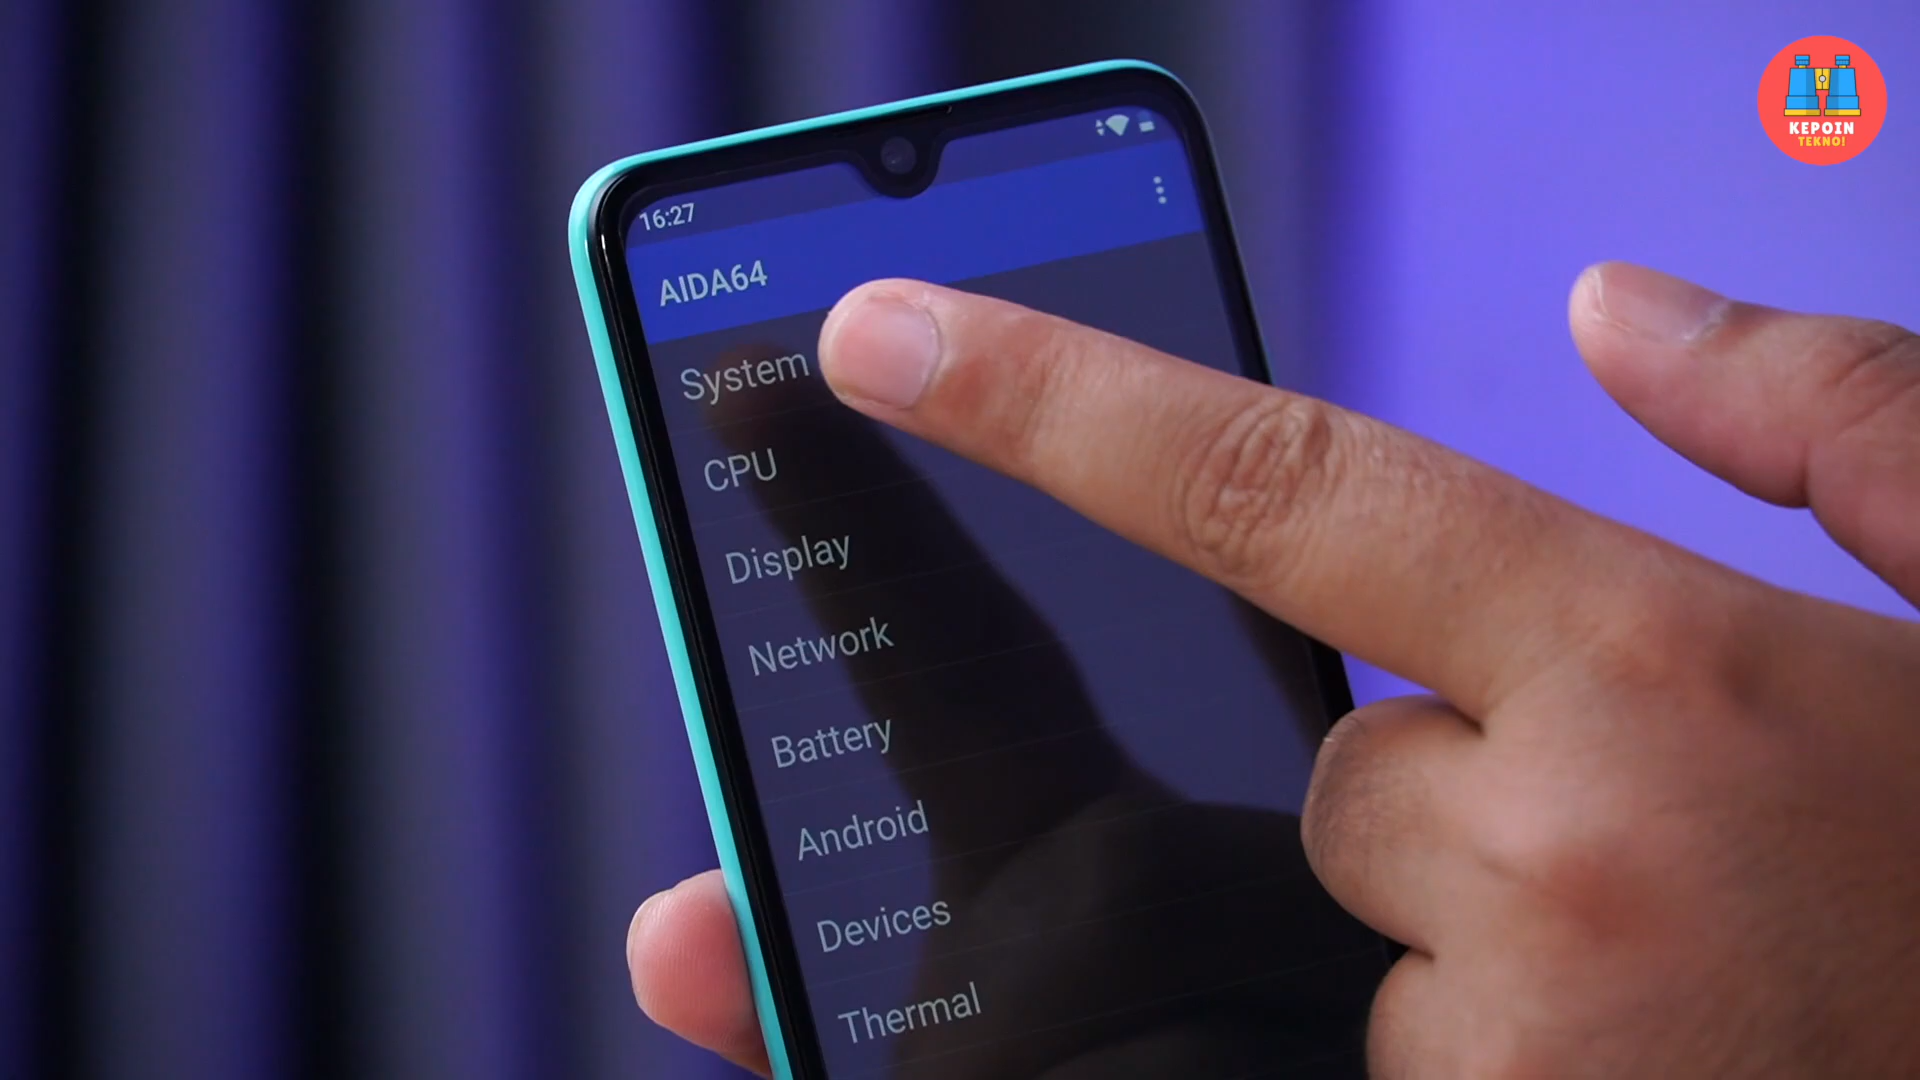 KEPOIN
TEKNO!
16:27
AIDA64
System
CPU
Display
Network
Battery
Android
Devices
Thermal